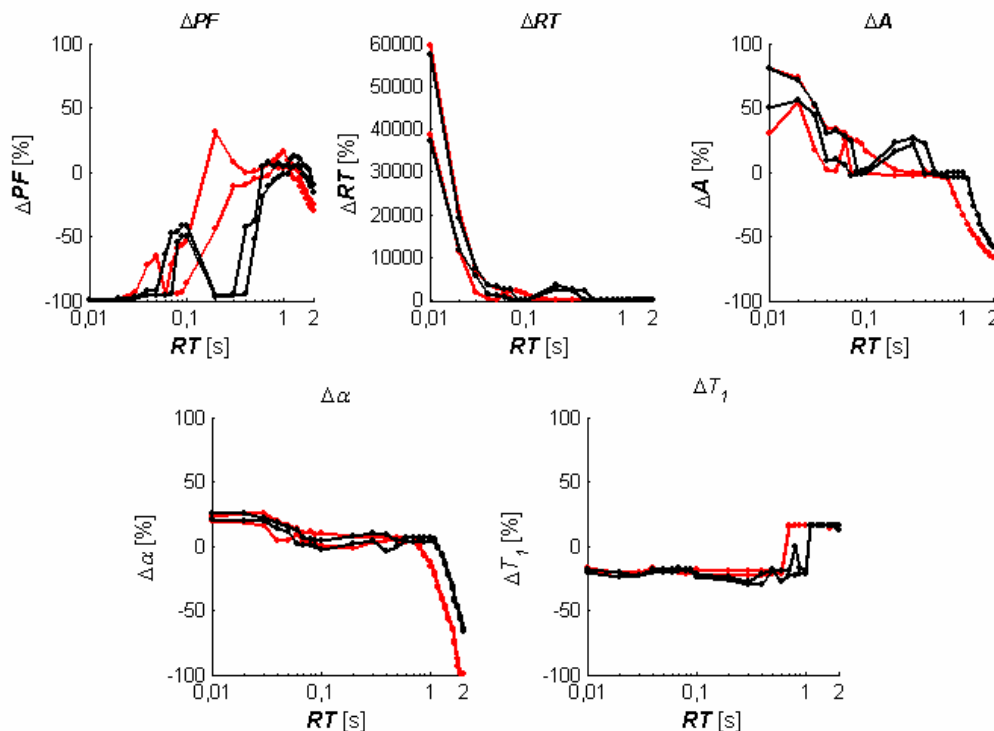 ΔPF ΔRT ΔA
100 60000 100
50000
50 50
40000
ΔPF [%] 0 ΔRT [%] 30000 ΔA [%] 0
20000
-50 -50
10000
-100 0 -100
0,01 0,1 1 2 0,01 0,1 1 2 0,01 0,1 1 2
RT [s] RT [s] RT [s]
Δα ΔT₁
100 100
50 50
Δα [%] 0 ΔT₁ [%] 0
-50 -50
-100 -100
0,01 0,1 1 2 0,01 0,1 1 2
RT [s] RT [s]